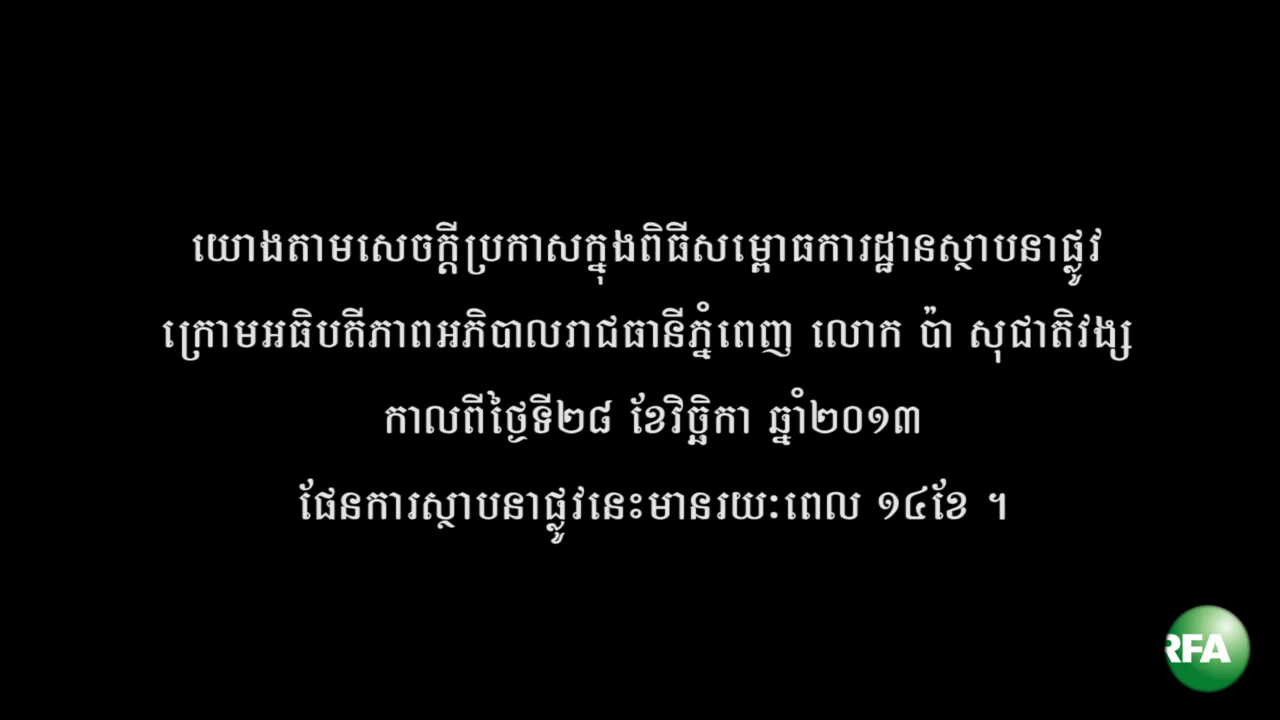 យោងតាមសេចក្ដីប្រកាសក្នុងពិធីសម្ពោធការដ្ឋានស្ថាបនាផ្លូវ
ក្រោមអធិបតីភាពអភិបាលរាជធានីភ្នំពេញ លោក ប៉ា សុជាតិវង្ស
កាលពីថ្ងៃទី២៨ ខែវិច្ឆិកា ឆ្នាំ២០១៣
ផែនការស្ថាបនាផ្លូវនេះមានរយៈពេល ១៤ខែ ។
RFA